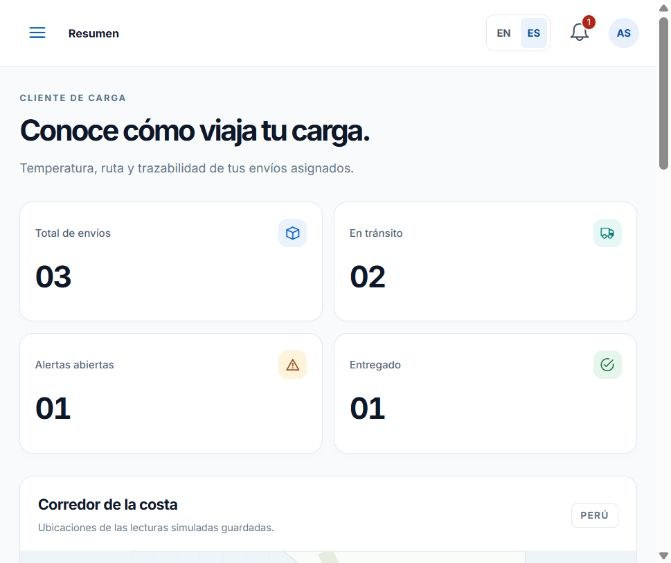 Resumen
EN ES
1
AS
CLIENTE DE CARGA
Conoce cómo viaja tu carga.
Temperatura, ruta y trazabilidad de tus envíos asignados.
Total de envíos
03
En tránsito
02
Alertas abiertas
01
Entregado
01
Corredor de la costa
Ubicaciones de las lecturas simuladas guardadas.
PERÚ